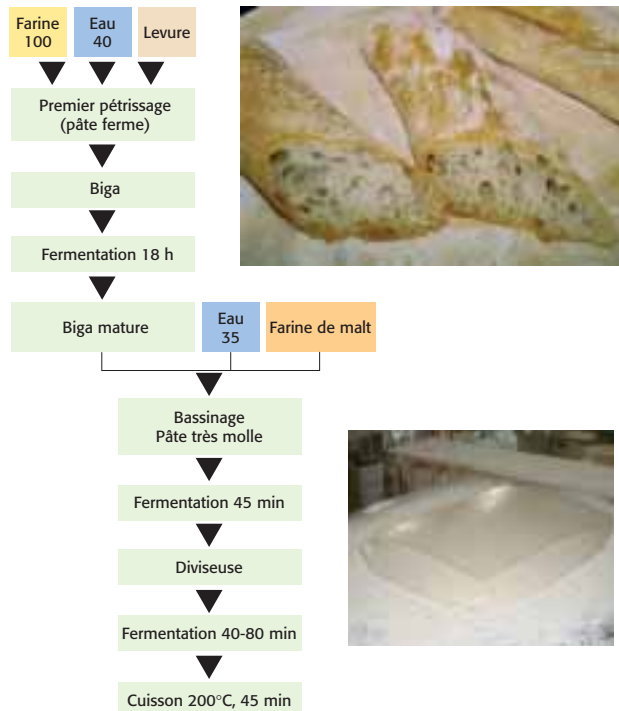 Farine
100
Eau
40
Levure
Premier pétrissage
(pâte ferme)
Biga
Fermentation 18 h
Biga mature
Eau
35
Farine de malt
Bassinage
Pâte très molle
Fermentation 45 min
Diviseuse
Fermentation 40-80 min
Cuisson 200°C, 45 min